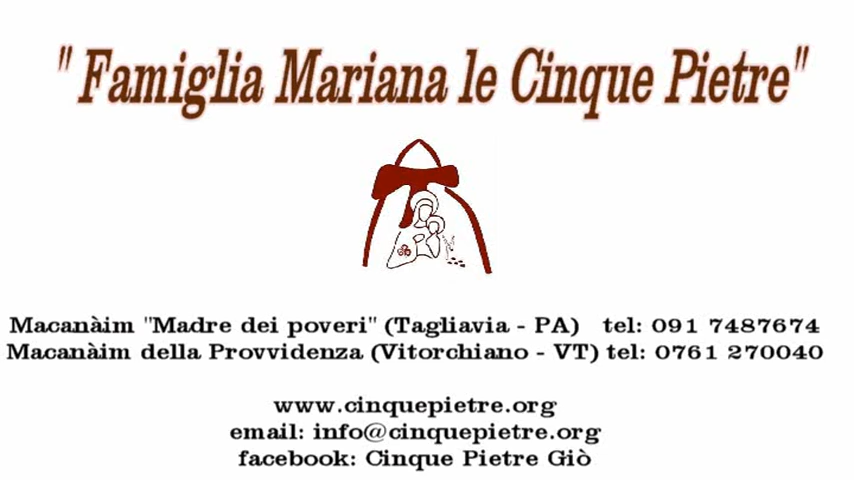 " Famiglia Mariana le Cinque Pietre"
Macanàim "Madre dei poveri" (Tagliavia - PA) tel: 091 7487674
Macanàim della Provvidenza (Vitorchiano - VT) tel: 0761 270040
www.cinquepietre.org
email: info@cinquepietre.org
facebook: Cinque Pietre Giò